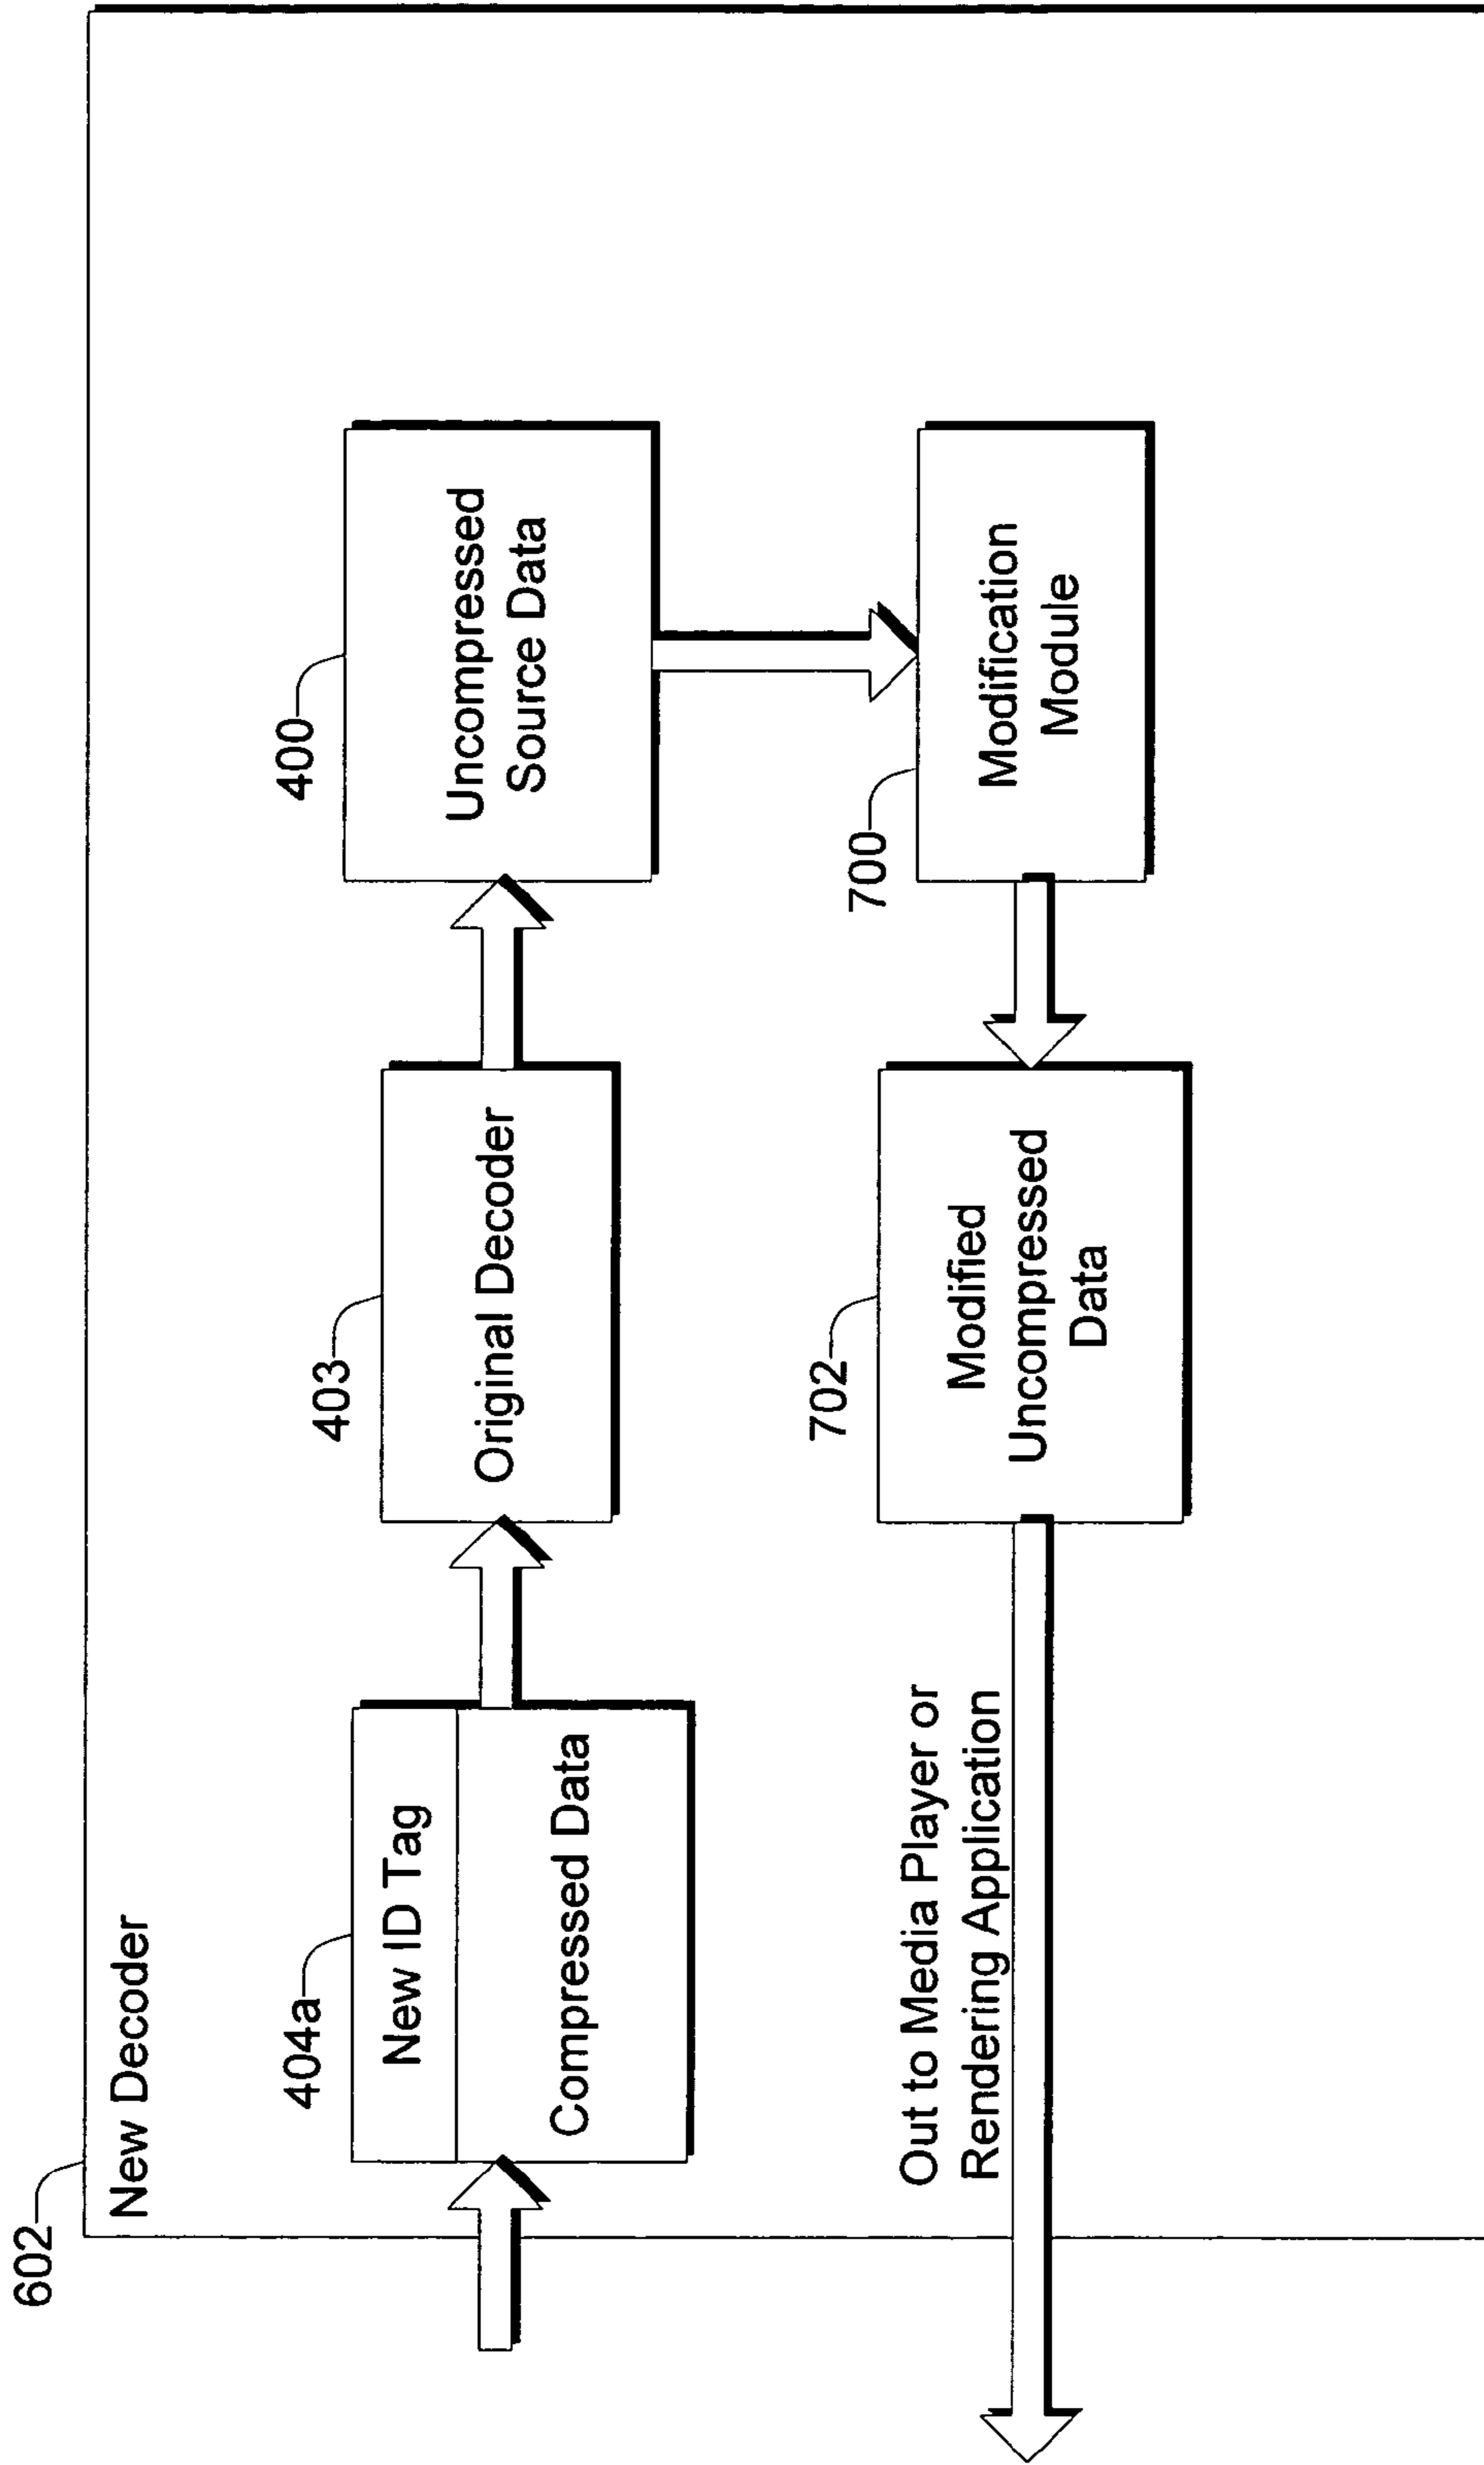 602
New Decoder
404a
New ID Tag
Compressed Data
403
Original Decoder
400
Uncompressed
Source Data
700
Modification
Module
702
Modified
Uncompressed
Data
Out to Media Player or
Rendering Application